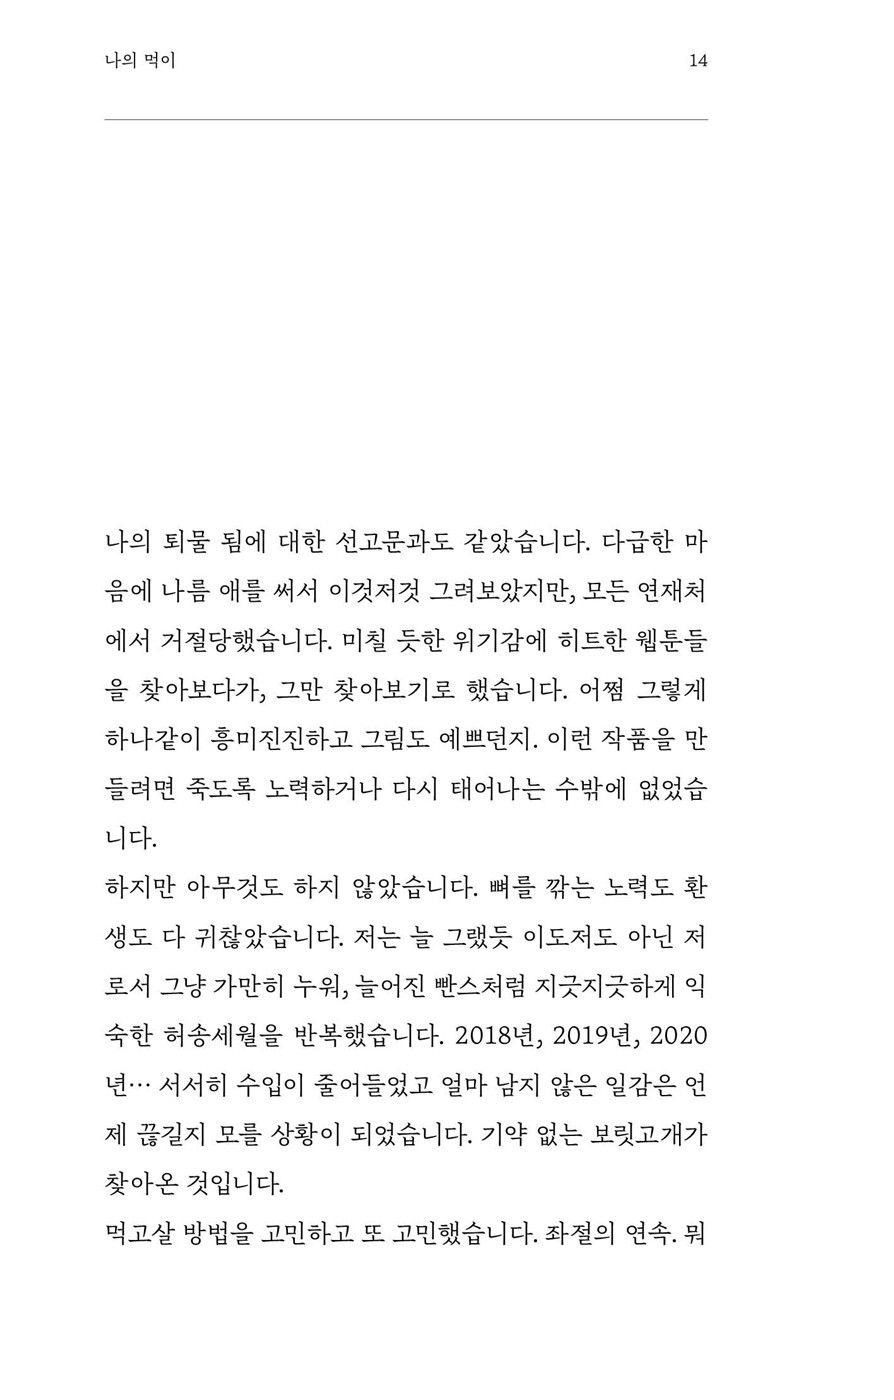 나의 먹이
14
나의 퇴물 됨에 대한 선고문과도 같았습니다. 다급한 마
음에 나름 애를 써서 이것저것 그려보았지만, 모든 연재처
에서 거절당했습니다. 미칠 듯한 위기감에 히트한 웹툰들
을 찾아보다가, 그만 찾아보기로 했습니다. 어쩜 그렇게
하나같이 흥미진진하고 그림도 예쁘던지. 이런 작품을 만
들려면 죽도록 노력하거나 다시 태어나는 수밖에 없었습
니다.
하지만 아무것도 하지 않았습니다. 뼈를 깎는 노력도 환
생도 다 귀찮았습니다. 저는 늘 그랬듯 이도저도 아닌 저
로서 그냥 가만히 누워, 늘어진 빤스처럼 지긋지긋하게 익
숙한 허송세월을 반복했습니다. 2018년, 2019년, 2020
년… 서서히 수입이 줄어들었고 얼마 남지 않은 일감은 언
제 끊길지 모를 상황이 되었습니다. 기약 없는 보릿고개가
찾아온 것입니다.
먹고살 방법을 고민하고 또 고민했습니다. 좌절의 연속. 뭐